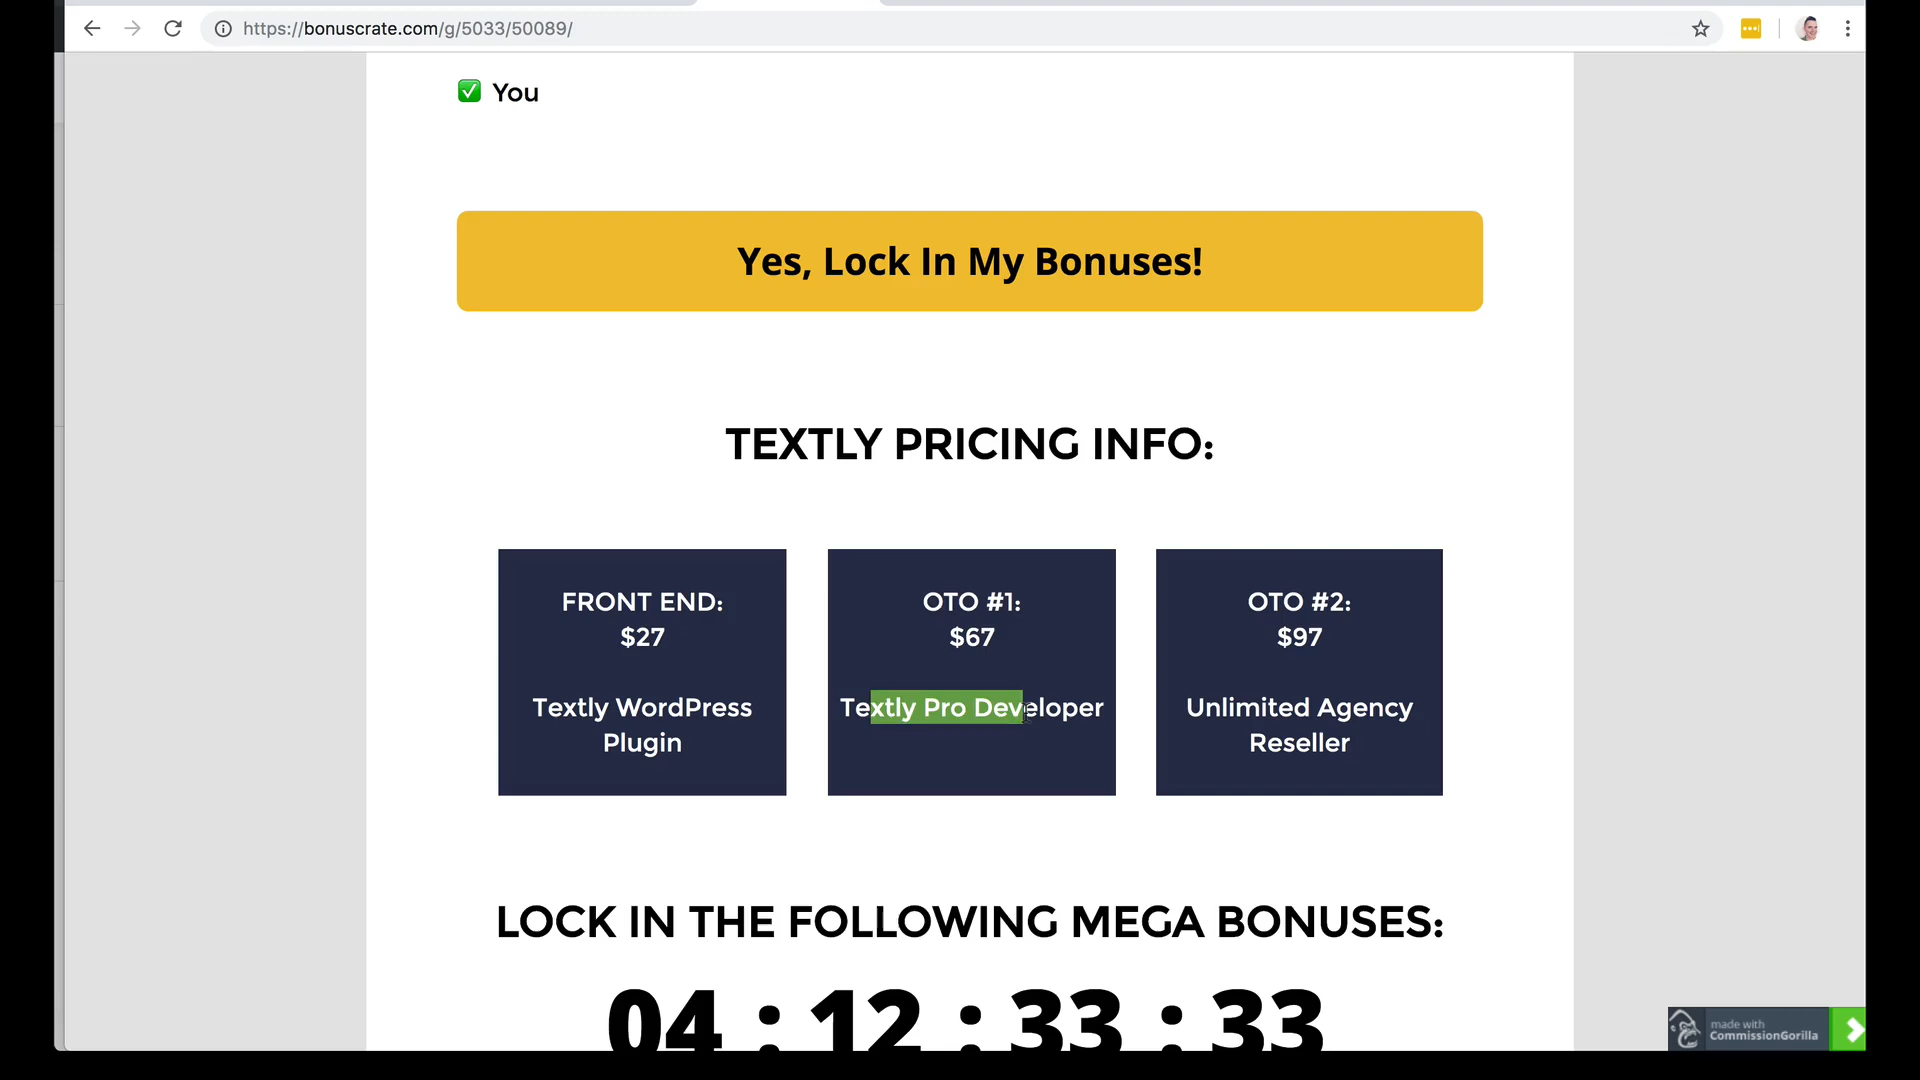 https://bonuscrate.com/g/5033/50089/
✅ You
Yes, Lock In My Bonuses!
TEXTLY PRICING INFO:
FRONT END:
$27
Textly WordPress
Plugin
OTO #1:
$67
Textly Pro Developer
OTO #2:
$97
Unlimited Agency
Reseller
LOCK IN THE FOLLOWING MEGA BONUSES:
04 : 12 : 33 : 33
made with
CommissionGorilla